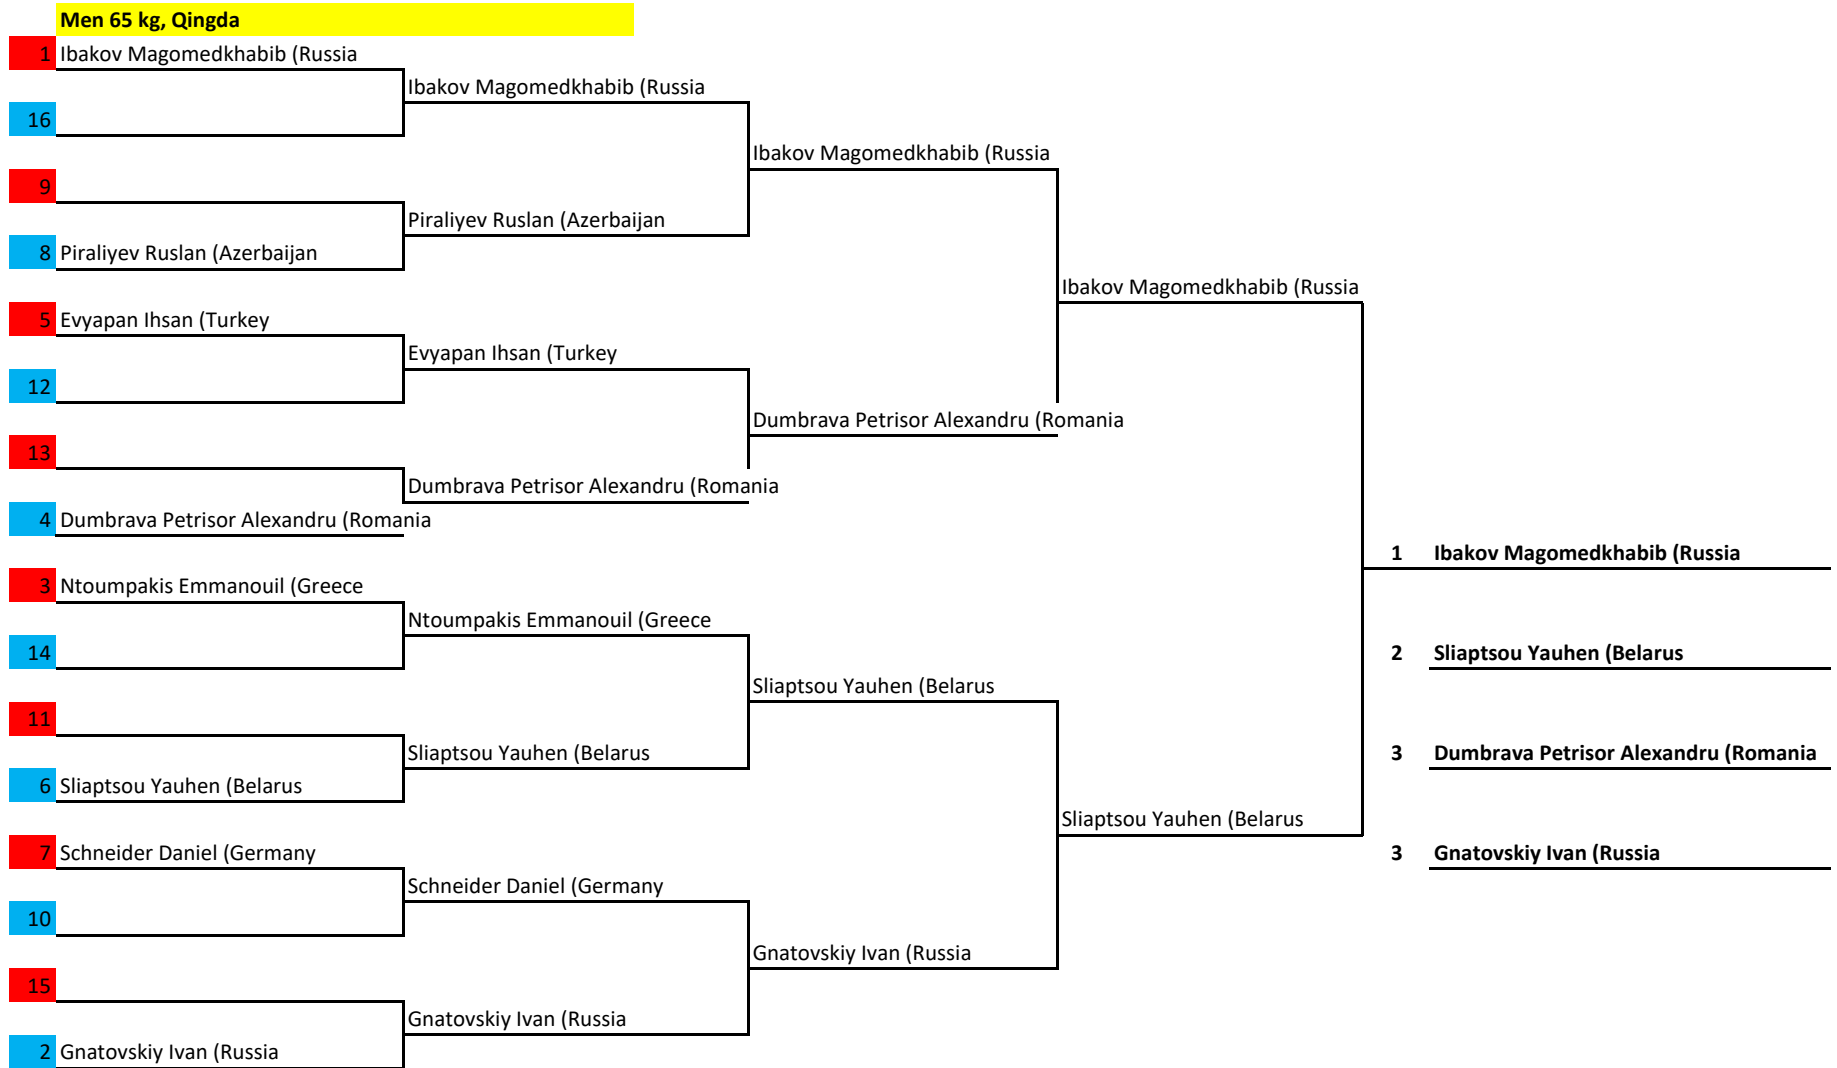 Men 65 kg, Qingda
1 Ibakov Magomedkhabib (Russia
Ibakov Magomedkhabib (Russia
16
Ibakov Magomedkhabib (Russia
9
Piraliyev Ruslan (Azerbaijan
8 Piraliyev Ruslan (Azerbaijan
Ibakov Magomedkhabib (Russia
5 Evyapan Ihsan (Turkey
Evyapan Ihsan (Turkey
12
Dumbrava Petrisor Alexandru (Romania
13
Dumbrava Petrisor Alexandru (Romania
4 Dumbrava Petrisor Alexandru (Romania
1 Ibakov Magomedkhabib (Russia
3 Ntoumpakis Emmanouil (Greece
Ntoumpakis Emmanouil (Greece
14
2 Sliaptsou Yauhen (Belarus
Sliaptsou Yauhen (Belarus
11
Sliaptsou Yauhen (Belarus
3 Dumbrava Petrisor Alexandru (Romania
6 Sliaptsou Yauhen (Belarus
Sliaptsou Yauhen (Belarus
7 Schneider Daniel (Germany
3 Gnatovskiy Ivan (Russia
Schneider Daniel (Germany
10
Gnatovskiy Ivan (Russia
15
Gnatovskiy Ivan (Russia
2 Gnatovskiy Ivan (Russia